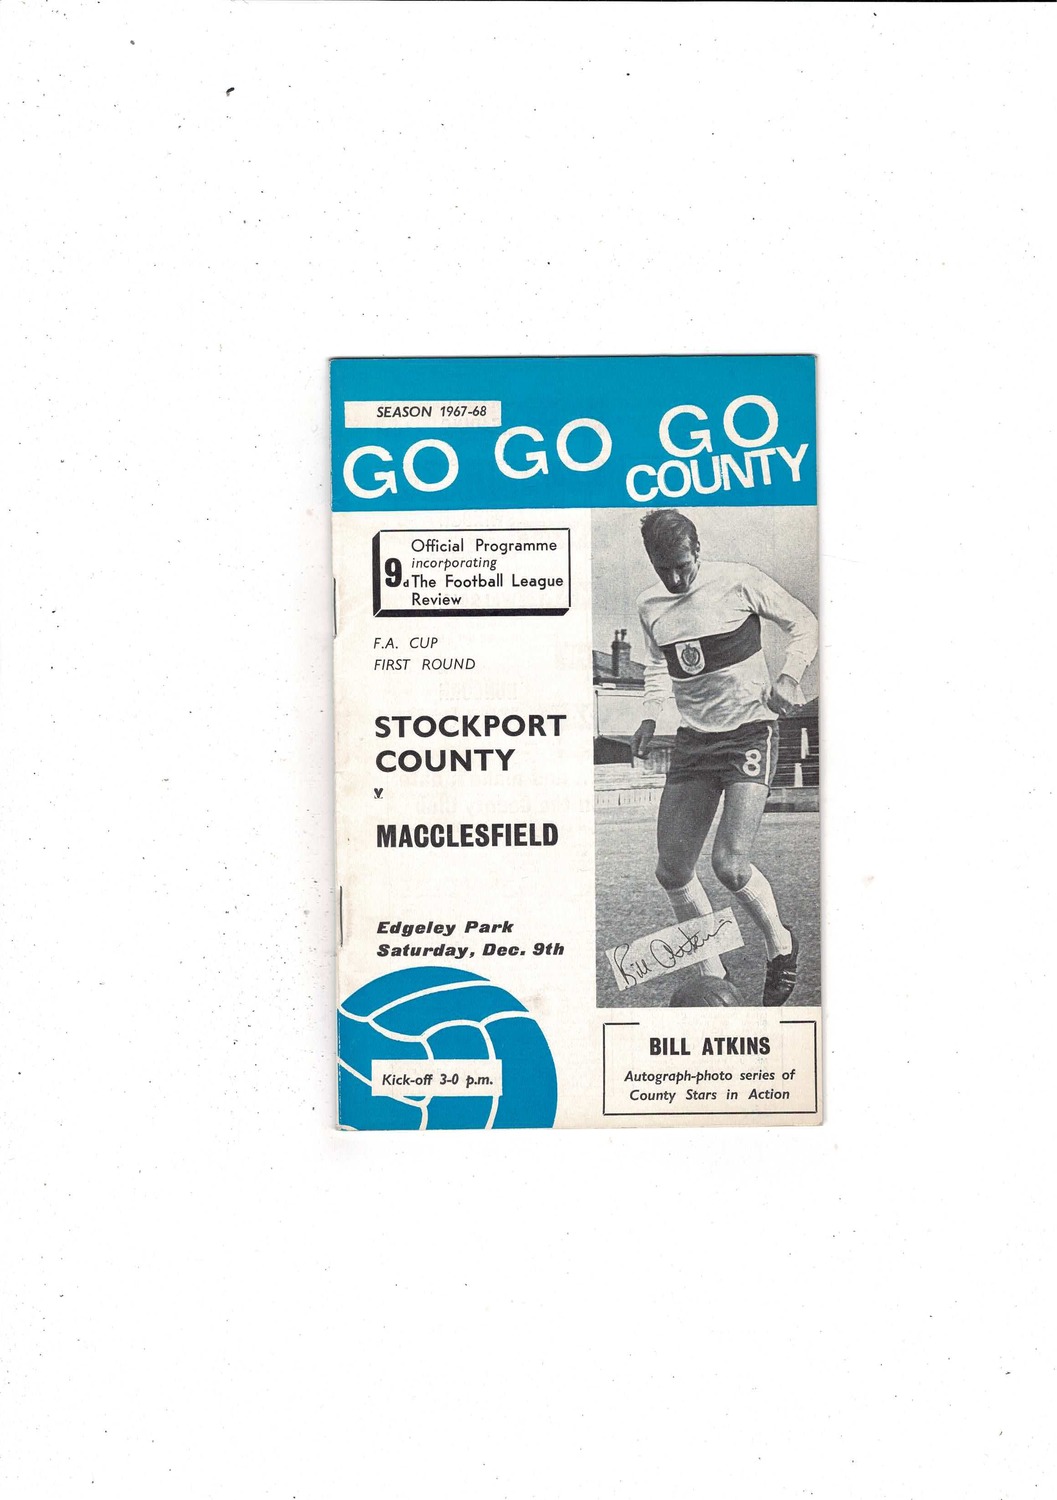 SEASON 1967-68
GO GO GO
COUNTY
9d
Official Programme
incorporating
The Football League
Review
F.A. CUP
FIRST ROUND
STOCKPORT
COUNTY
v
MACCLESFIELD
8
Edgeley Park
Saturday, Dec. 9th
Bill Atkins
Kick-off 3-0 p.m.
BILL ATKINS
Autograph-photo series of
County Stars in Action